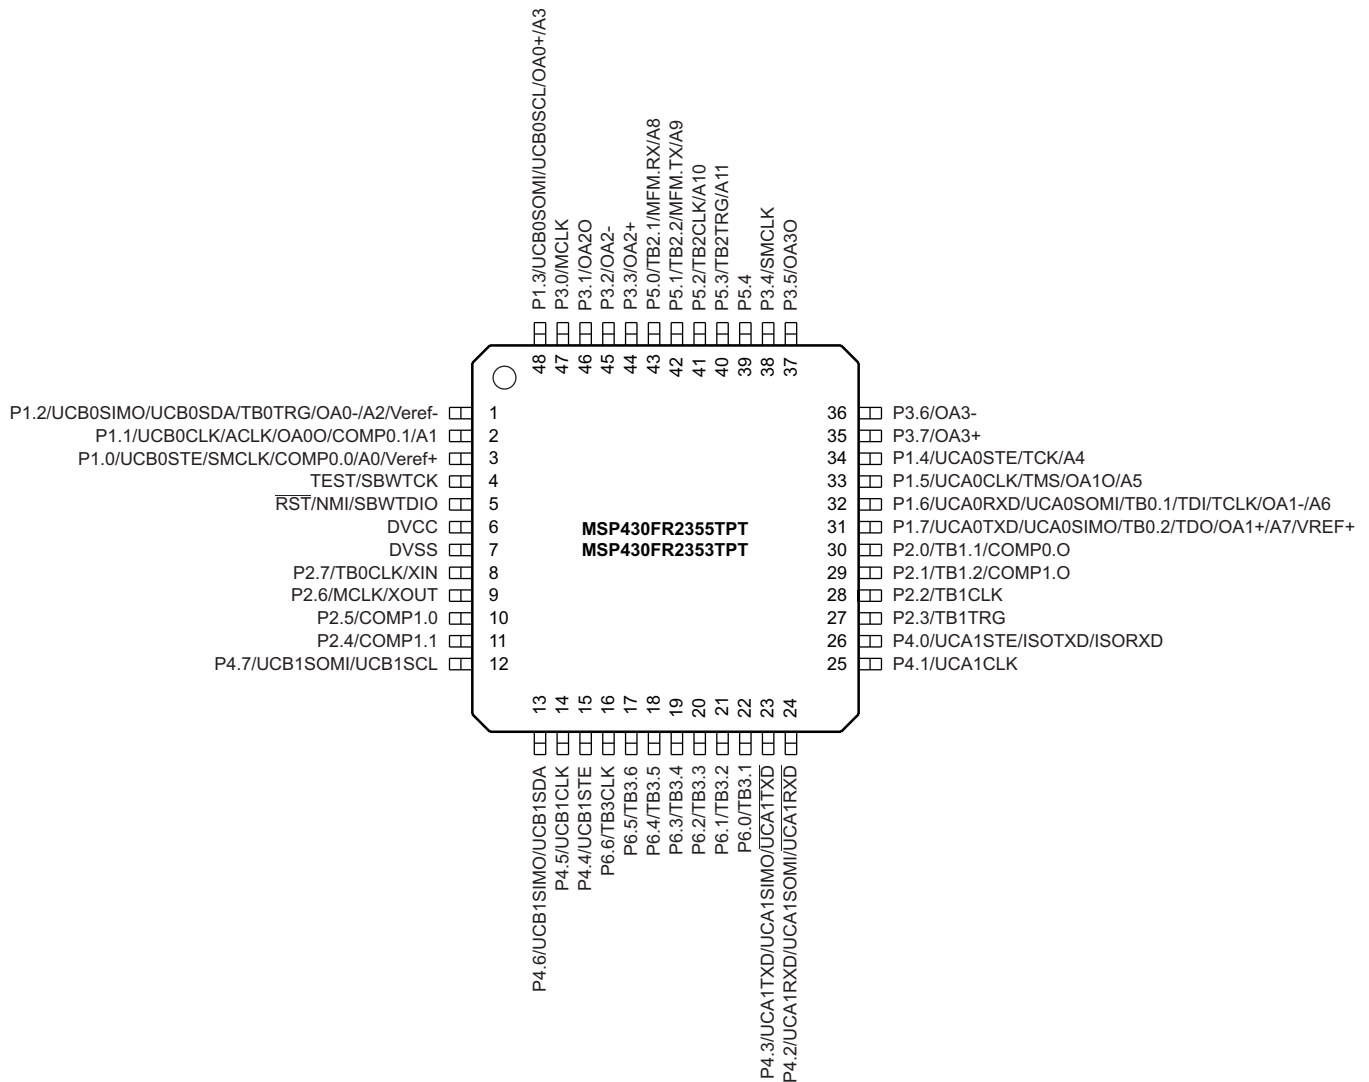 P1.3/UCB0SOMI/UCB0SCL/OA0+/A3
P3.0/MCLK
P3.1/OA2O
P3.2/OA2-
P3.3/OA2+
P5.0/TB2.1/MFM.RX/A8
P5.1/TB2.2/MFM.TX/A9
P5.2/TB2CLK/A10
P5.3/TB2TRG/A11
P5.4
P3.4/SMCLK
P3.5/OA3O
48
47
46
45
44
43
42
41
40
39
38
37
P1.2/UCB0SIMO/UCB0SDA/TB0TRG/OA0-/A2/Veref- 1
P1.1/UCB0CLK/ACLK/OA0O/COMP0.1/A1 2
P1.0/UCB0STE/SMCLK/COMP0.0/A0/Veref+ 3
TEST/SBWTCK 4
RST/NMI/SBWTDIO 5
DVCC 6
DVSS 7
P2.7/TB0CLK/XIN 8
P2.6/MCLK/XOUT 9
P2.5/COMP1.0 10
P2.4/COMP1.1 11
P4.7/UCB1SOMI/UCB1SCL 12
MSP430FR2355TPT
MSP430FR2353TPT
36 P3.6/OA3-
35 P3.7/OA3+
34 P1.4/UCA0STE/TCK/A4
33 P1.5/UCA0CLK/TMS/OA1O/A5
32 P1.6/UCA0RXD/UCA0SOMI/TB0.1/TDI/TCLK/OA1-/A6
31 P1.7/UCA0TXD/UCA0SIMO/TB0.2/TDO/OA1+/A7/VREF+
30 P2.0/TB1.1/COMP0.O
29 P2.1/TB1.2/COMP1.O
28 P2.2/TB1CLK
27 P2.3/TB1TRG
26 P4.0/UCA1STE/ISOTXD/ISORXD
25 P4.1/UCA1CLK
13
14
15
16
17
18
19
20
21
22
23
24
P4.6/UCB1SIMO/UCB1SDA
P4.5/UCB1CLK
P4.4/UCB1STE
P6.6/TB3CLK
P6.5/TB3.6
P6.4/TB3.5
P6.3/TB3.4
P6.2/TB3.3
P6.1/TB3.2
P6.0/TB3.1
P4.3/UCA1TXD/UCA1SIMO/UCA1TXD
P4.2/UCA1RXD/UCA1SOMI/UCA1RXD